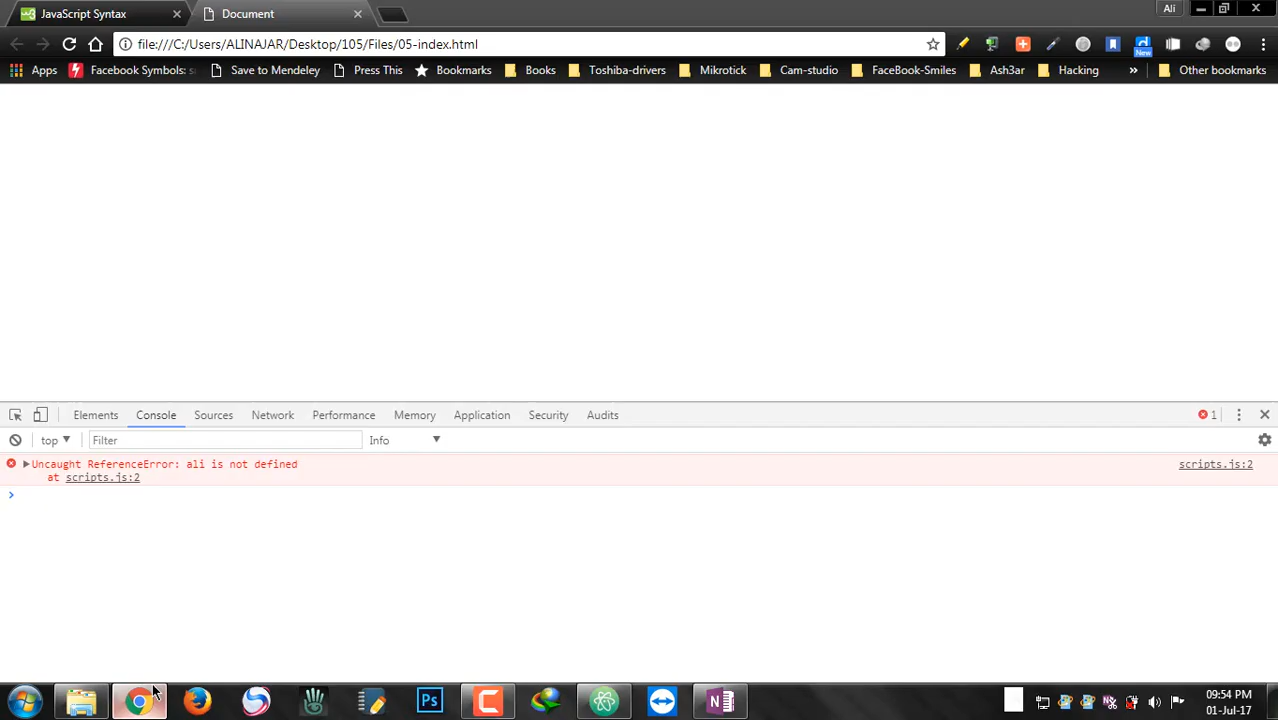 JavaScript Syntax
Document
Ali
file:///C:/Users/ALINAJAR/Desktop/105/Files/05-index.html
New
Apps
Facebook Symbols: s
Save to Mendeley
Press This
Bookmarks
Books
Toshiba-drivers
Mikrotick
Cam-studio
FaceBook-Smiles
Ash3ar
Hacking
»
Other bookmarks
Elements
Console
Sources
Network
Performance
Memory
Application
Security
Audits
1
top
Filter
Info
Uncaught ReferenceError: ali is not defined
scripts.js:2
at scripts.js:2
Ps
N
09:54 PM
01-Jul-17